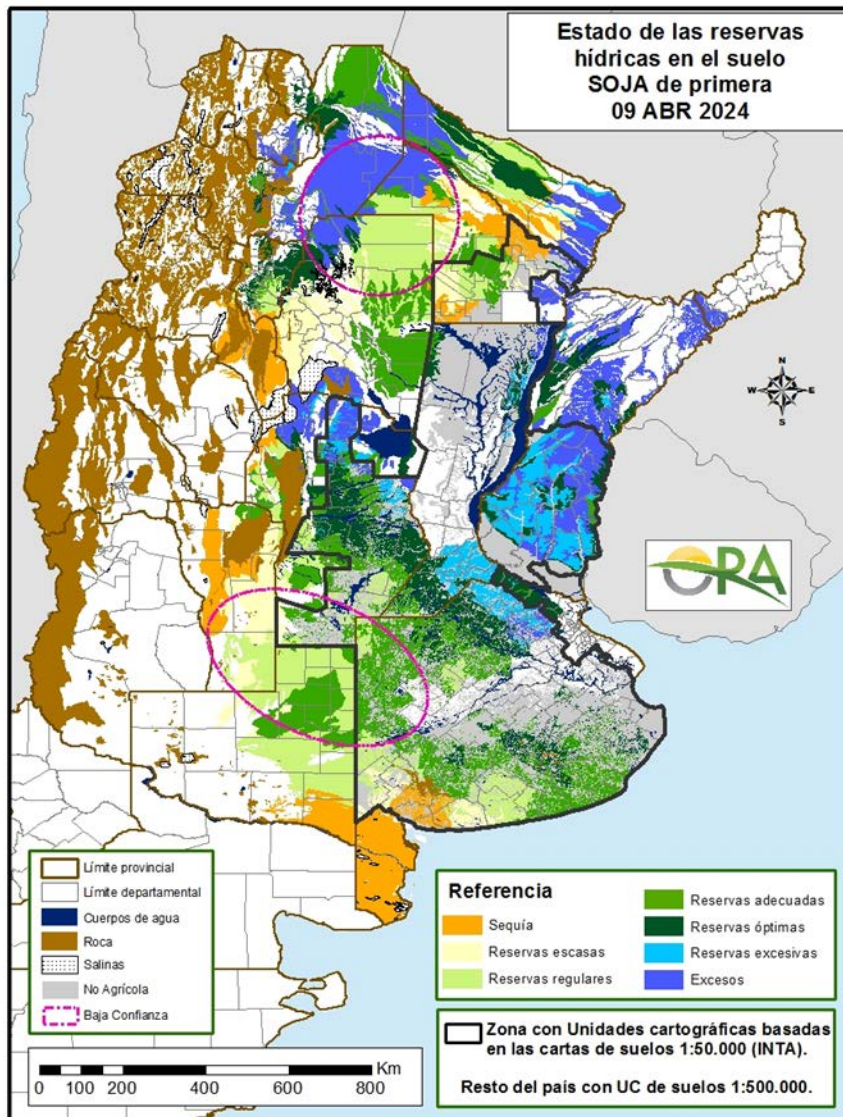 Estado de las reservas
hídricas en el suelo
SOJA de primera
09 ABR 2024
N
W
E
S
ORA
Límite provincial
Límite departamental
Cuerpos de agua
Roca
Salinas
No Agrícola
Baja Confianza
Referencia
Sequía
Reservas escasas
Reservas regulares
Reservas adecuadas
Reservas óptimas
Reservas excesivas
Excesos
Zona con Unidades cartográficas basadas
en las cartas de suelos 1:50.000 (INTA).
Resto del país con UC de suelos 1:500.000.
Km
0 50 100 200 400 600 800